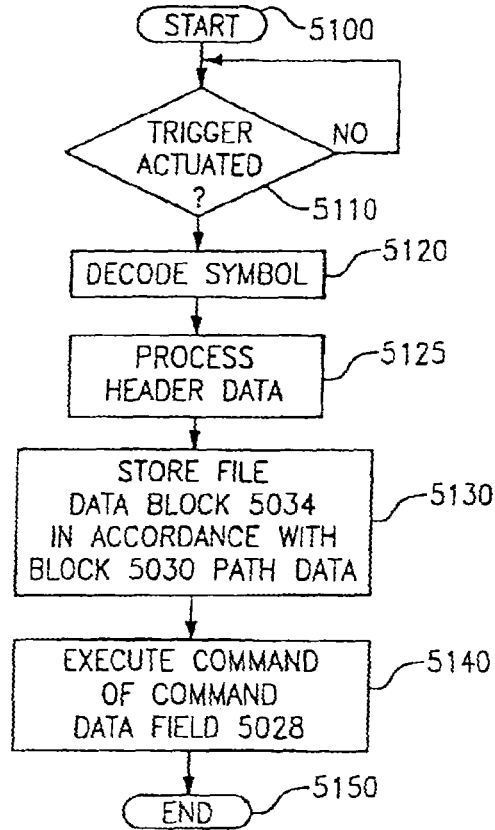 START
5100
TRIGGER
ACTUATED
?
NO
5110
DECODE SYMBOL
5120
PROCESS
HEADER DATA
5125
STORE FILE
DATA BLOCK 5034
IN ACCORDANCE WITH
BLOCK 5030 PATH DATA
5130
EXECUTE COMMAND
OF COMMAND
DATA FIELD 5028
5140
END
5150